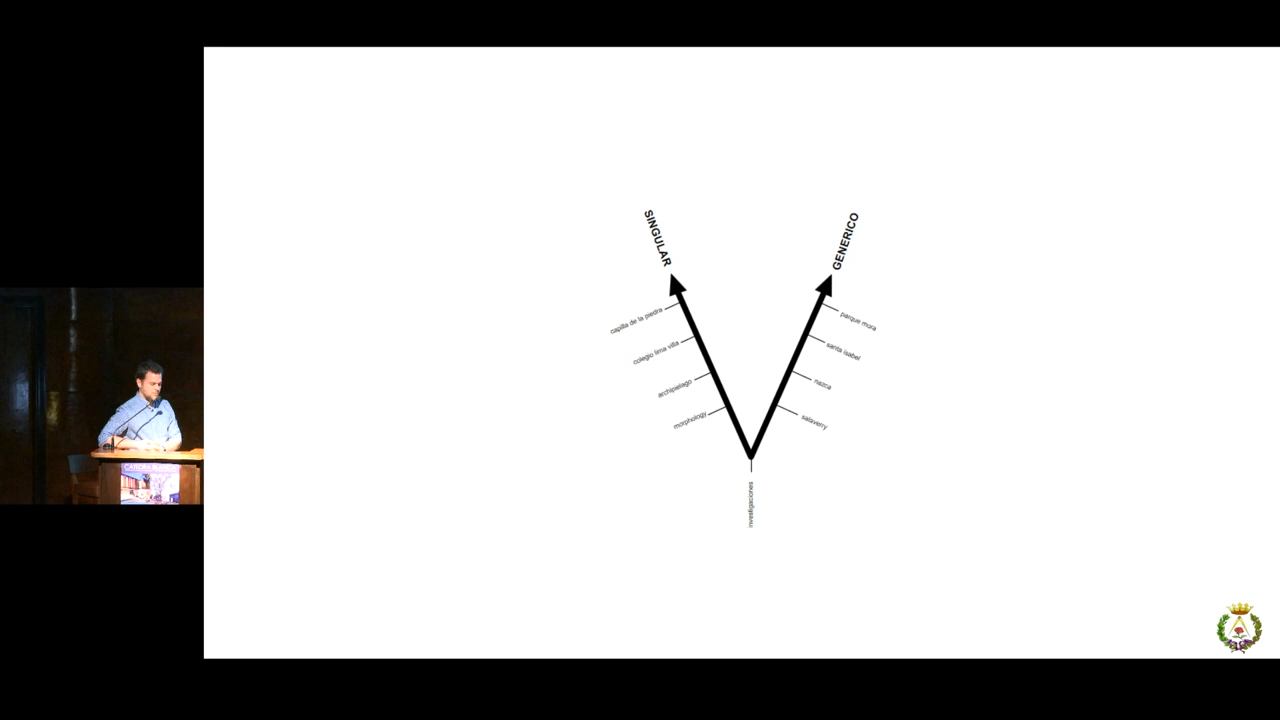 SINGULAR
GENERICO
capilla de la piedra
colegio lima villa
archipielago
morphology
parque mora
santa isabel
nazca
salaverry
investigaciones